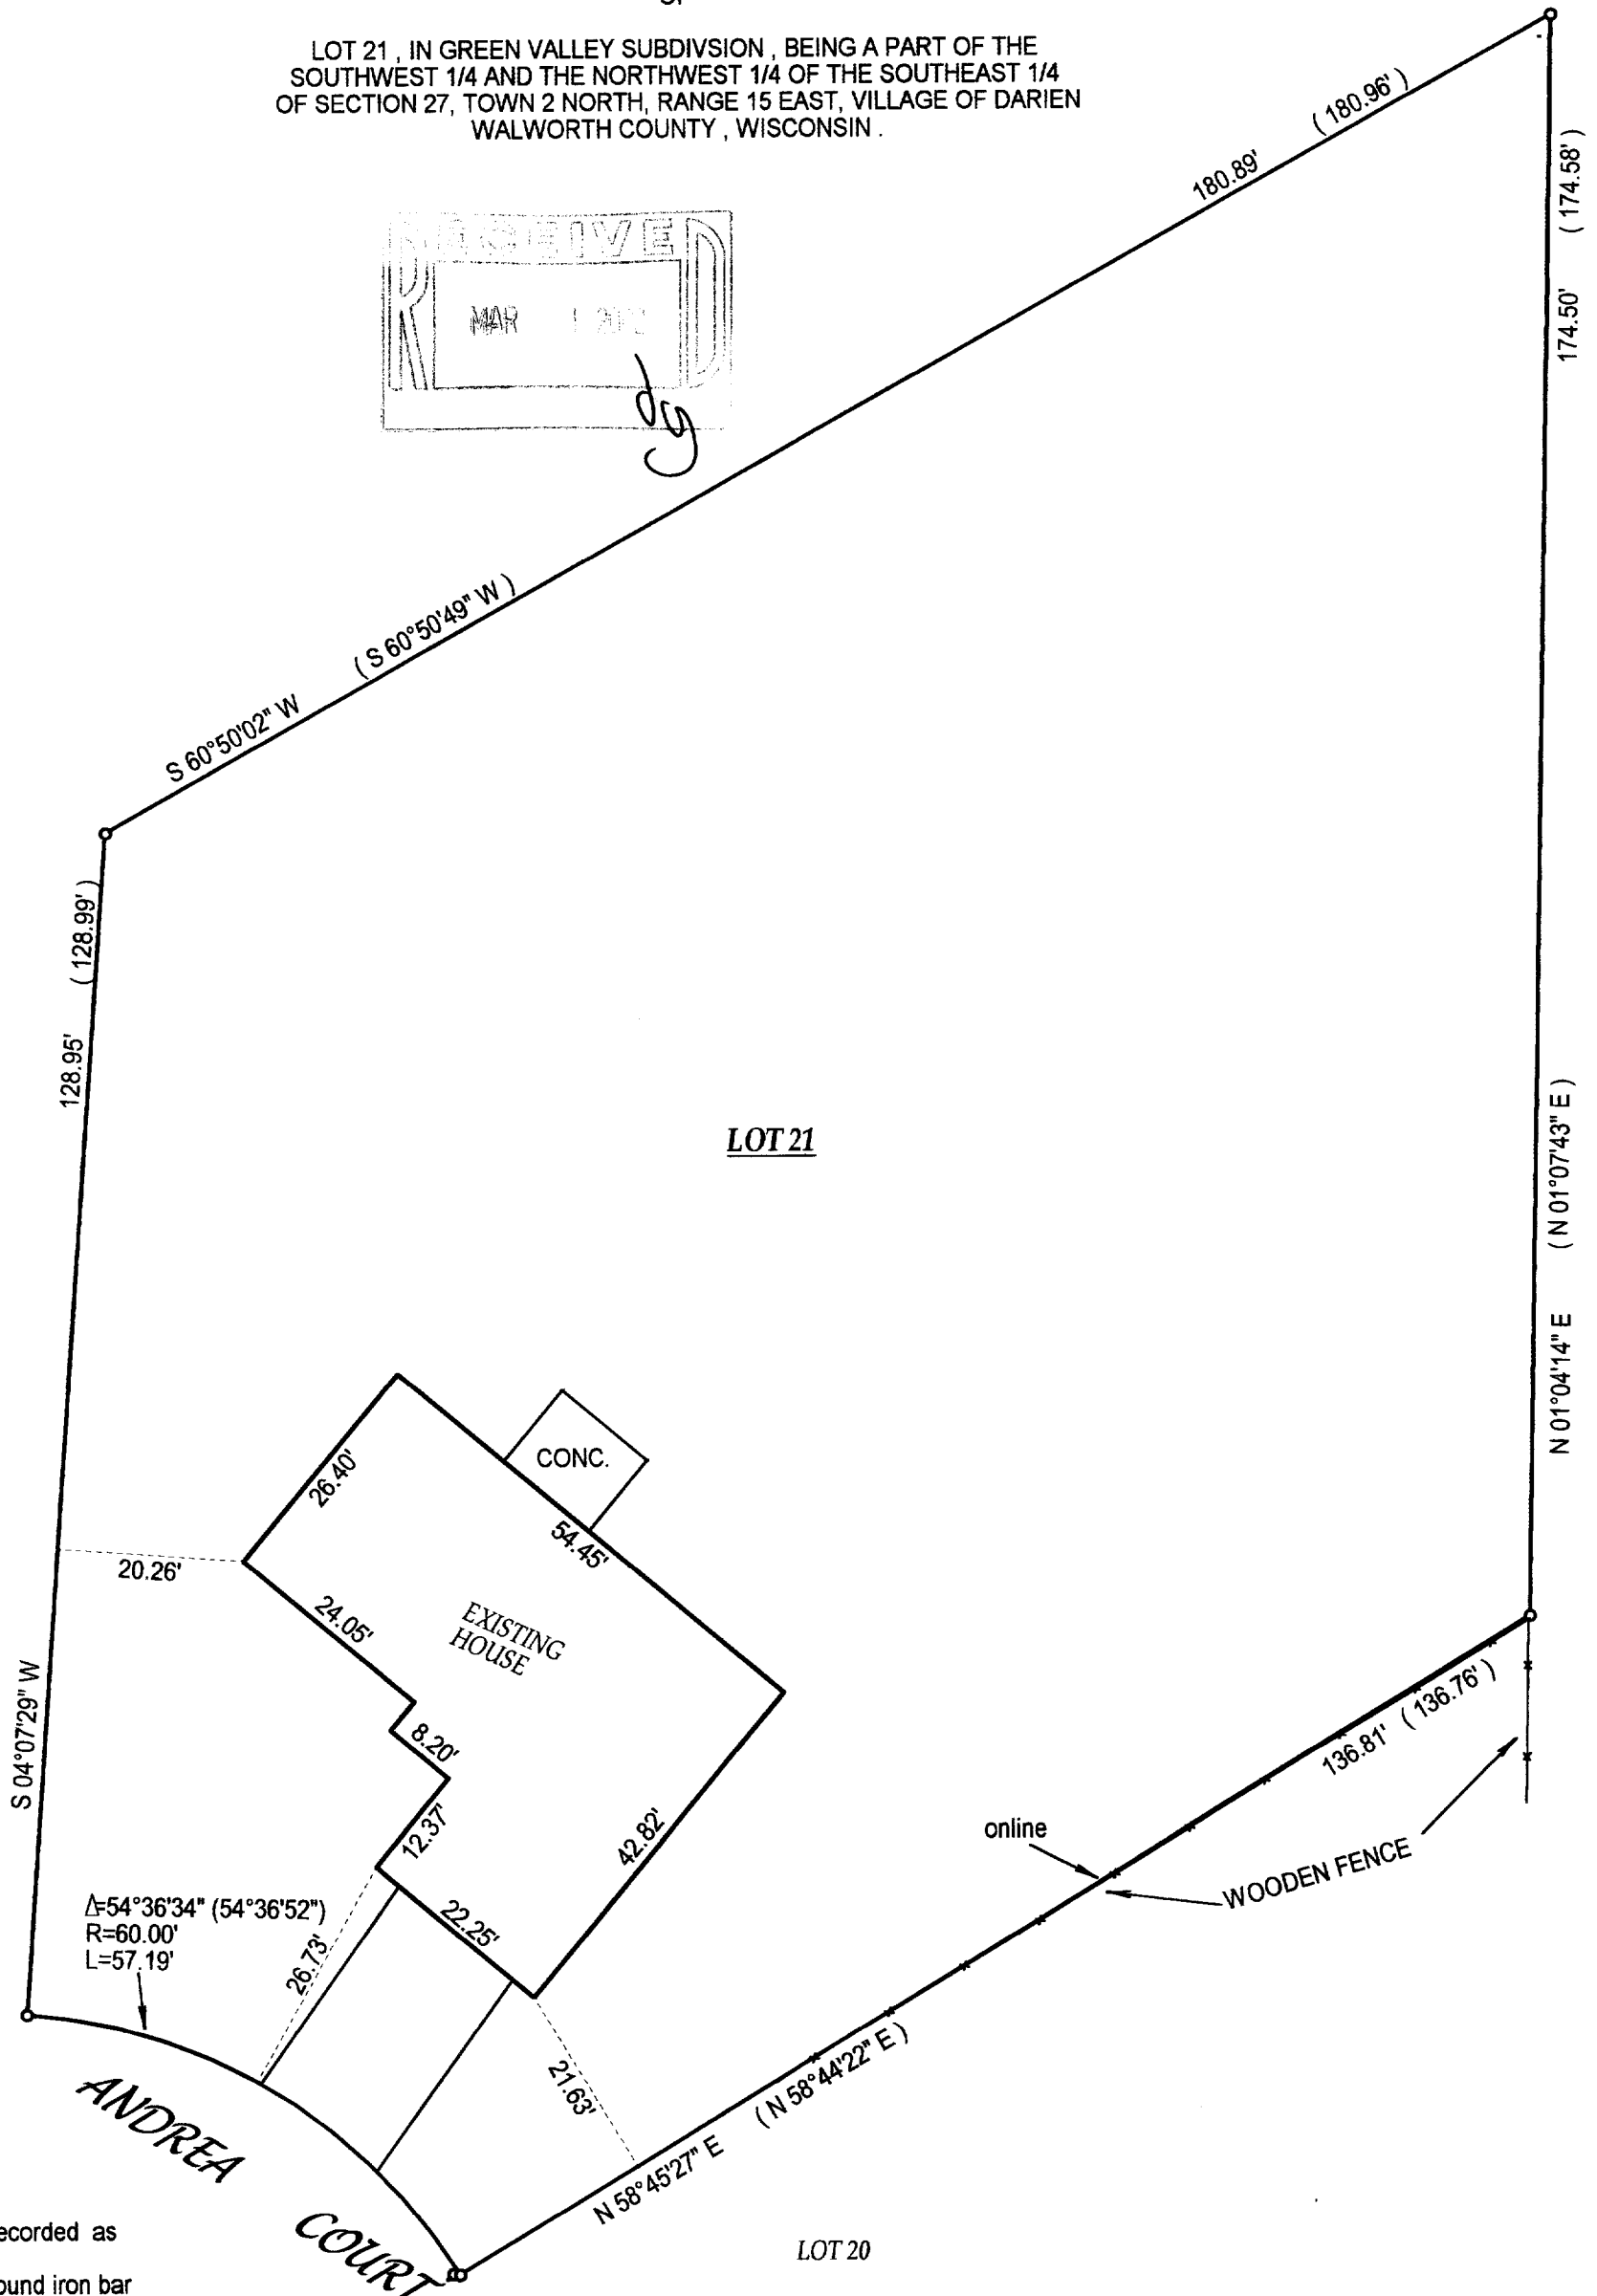 LOT 21 , IN GREEN VALLEY SUBDIVSION , BEING A PART OF THE
SOUTHWEST 1/4 AND THE NORTHWEST 1/4 OF THE SOUTHEAST 1/4
OF SECTION 27, TOWN 2 NORTH, RANGE 15 EAST, VILLAGE OF DARIEN
WALWORTH COUNTY , WISCONSIN .
RECEIVED
MAR
180.89' ( 180.96' )
174.50' ( 174.58' )
S 60°50'02" W ( S 60°50'49" W )
128.95' ( 128.99' )
LOT 21
N 01°04'14" E ( N 01°07'43" E )
CONC.
26.40'
54.45'
20.26'
24.05'
EXISTING
HOUSE
8.20'
12.37'
42.82'
22.25'
S 04°07'29" W
136.81' ( 136.76' )
online
WOODEN FENCE
Δ=54°36'34" (54°36'52")
R=60.00'
L=57.19'
26.73'
21.63'
N 58°45'27" E ( N 58°44'22" E )
ANDREA COURT
LOT 20
ecorded as
ound iron bar